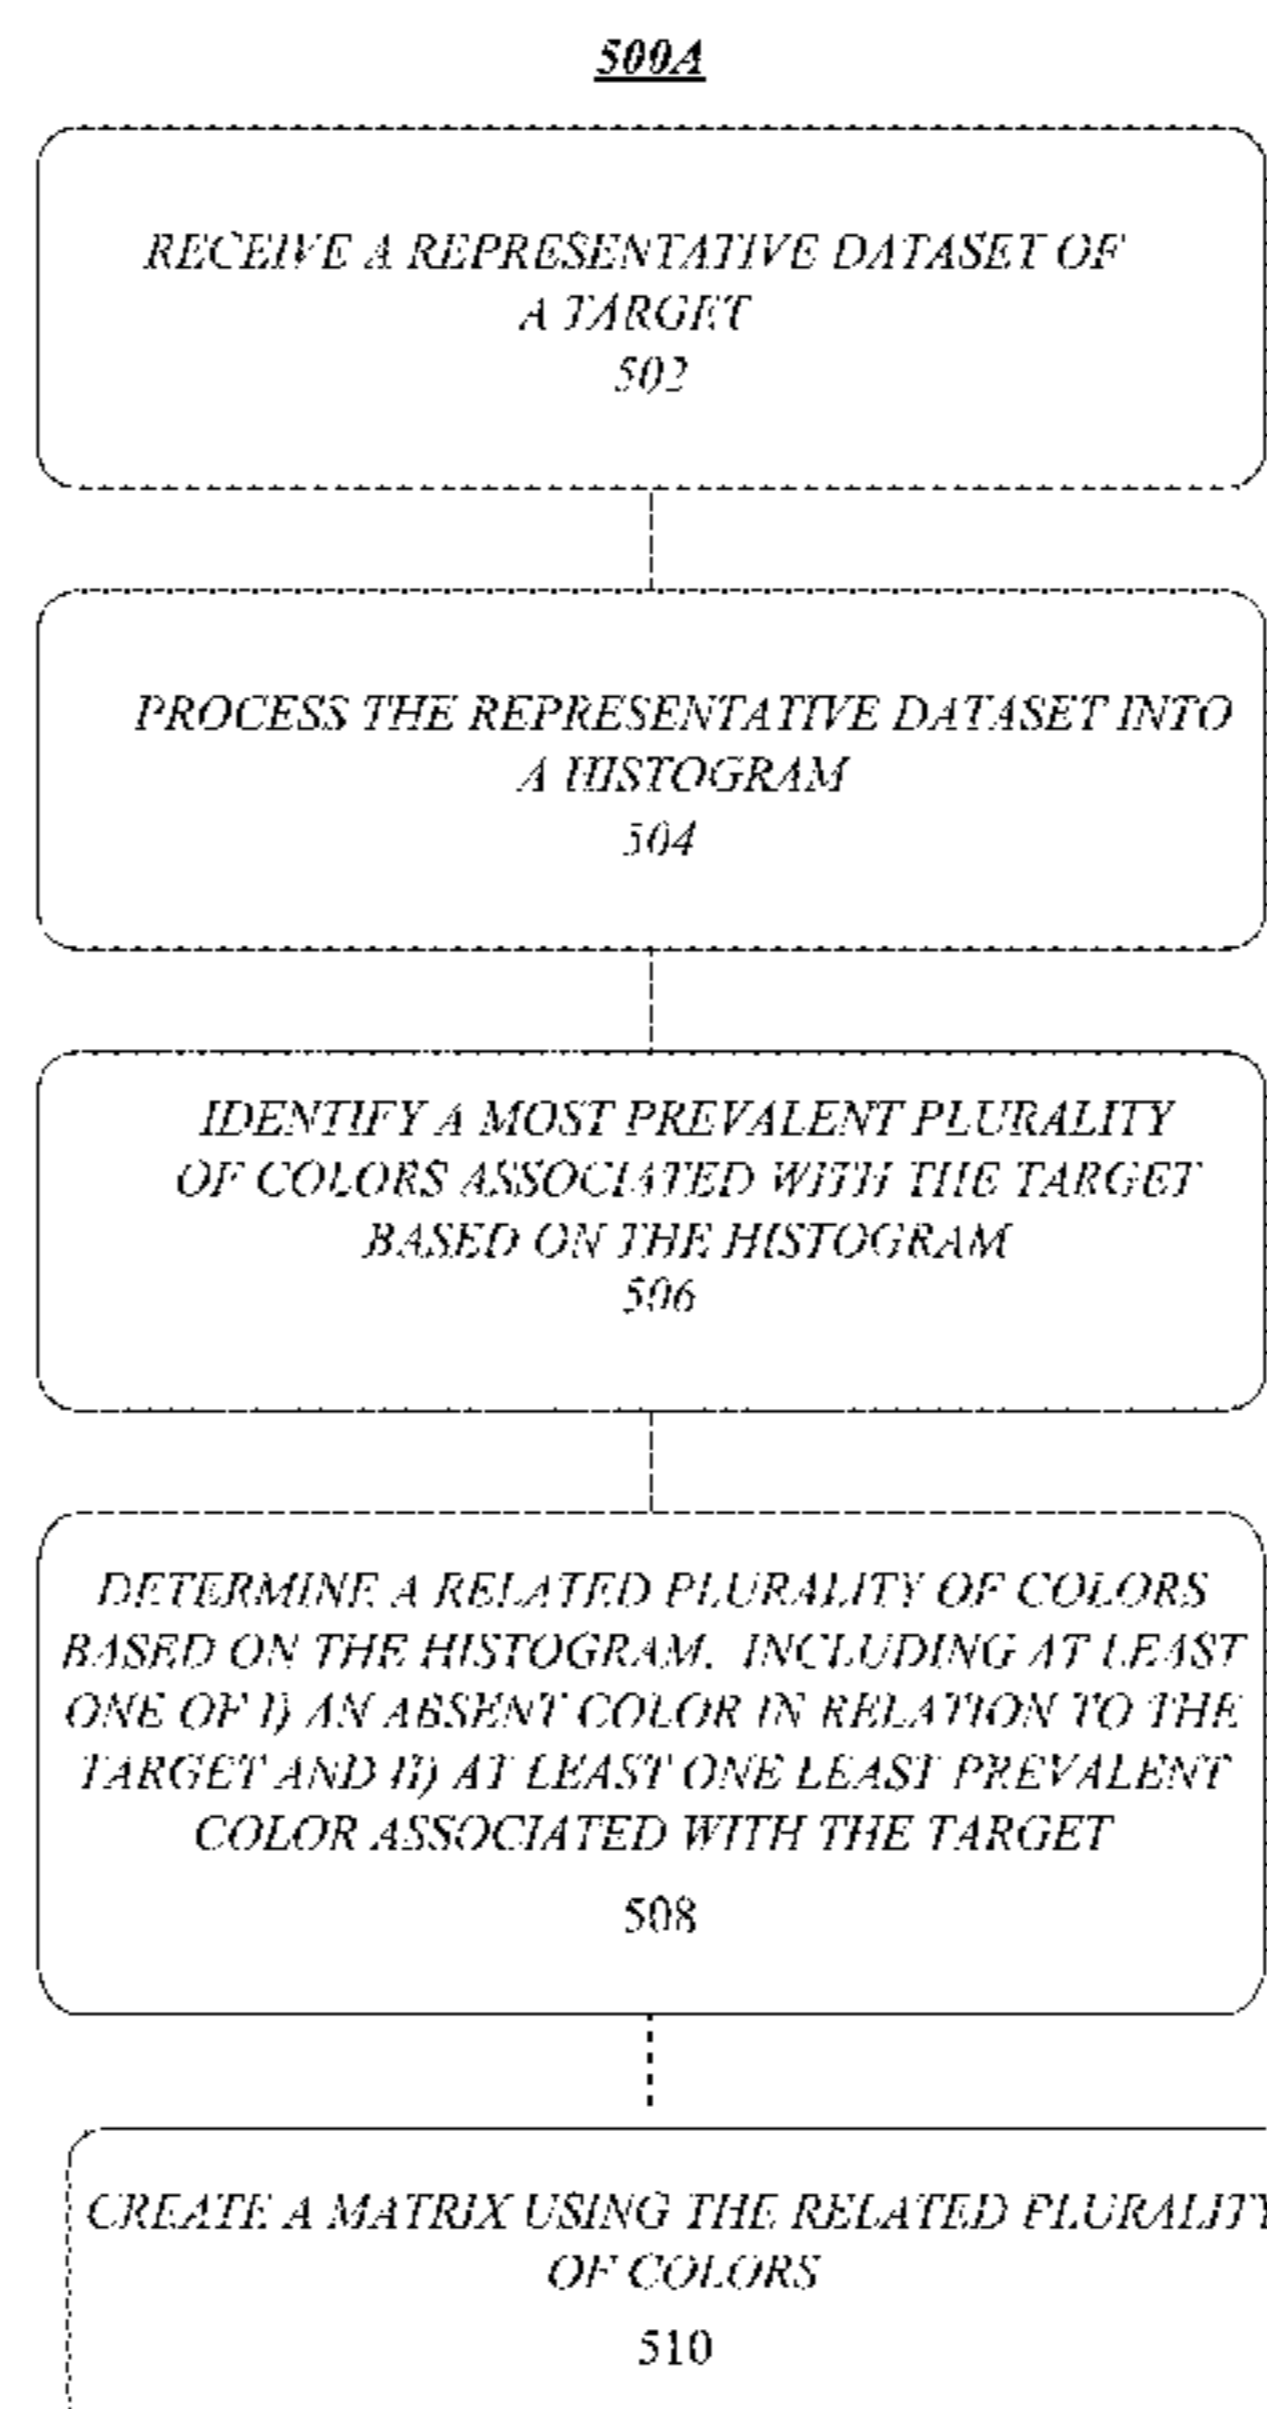 500A
RECEIVE A REPRESENTATIVE DATASET OF
A TARGET
502
PROCESS THE REPRESENTATIVE DATASET INTO
A HISTOGRAM
504
IDENTIFY A MOST PREVALENT PLURALITY
OF COLORS ASSOCIATED WITH THE TARGET
BASED ON THE HISTOGRAM
506
DETERMINE A RELATED PLURALITY OF COLORS
BASED ON THE HISTOGRAM. INCLUDING AT LEAST
ONE OF I) AN ABSENT COLOR IN RELATION TO THE
TARGET AND II) AT LEAST ONE LEAST PREVALENT
COLOR ASSOCIATED WITH THE TARGET
508
CREATE A MATRIX USING THE RELATED PLURALITY
OF COLORS
510